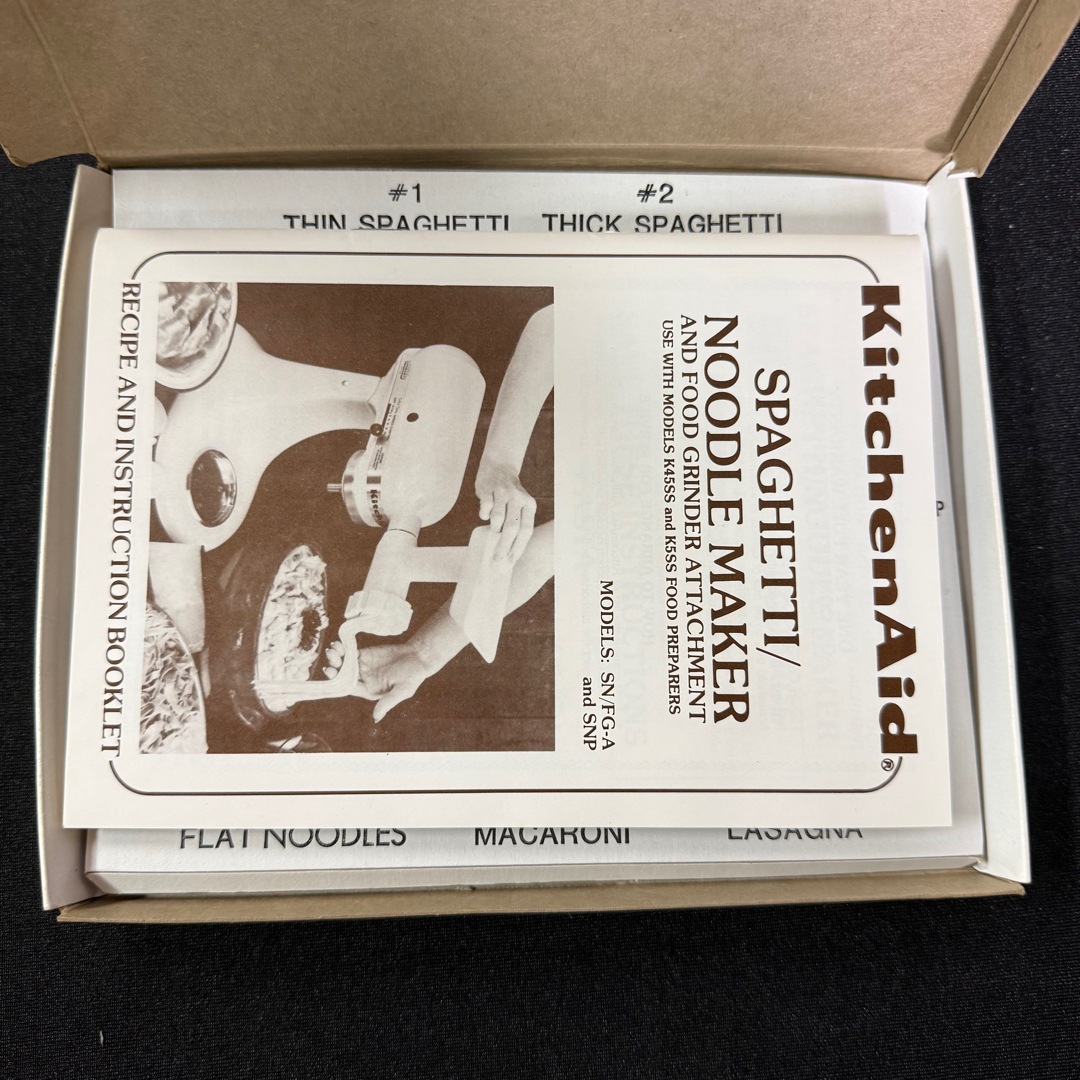 #1 #2
THIN SPAGHETTI THICK SPAGHETTI
KitchenAid®
SPAGHETTI/
NOODLE MAKER
AND FOOD GRINDER ATTACHMENT
USE WITH MODELS K45SS and K5SS FOOD PREPARERS
MODELS: SN/FG-A
and SNP
RECIPE AND INSTRUCTION BOOKLET
FLAT NOODLES MACARONI LASAGNA